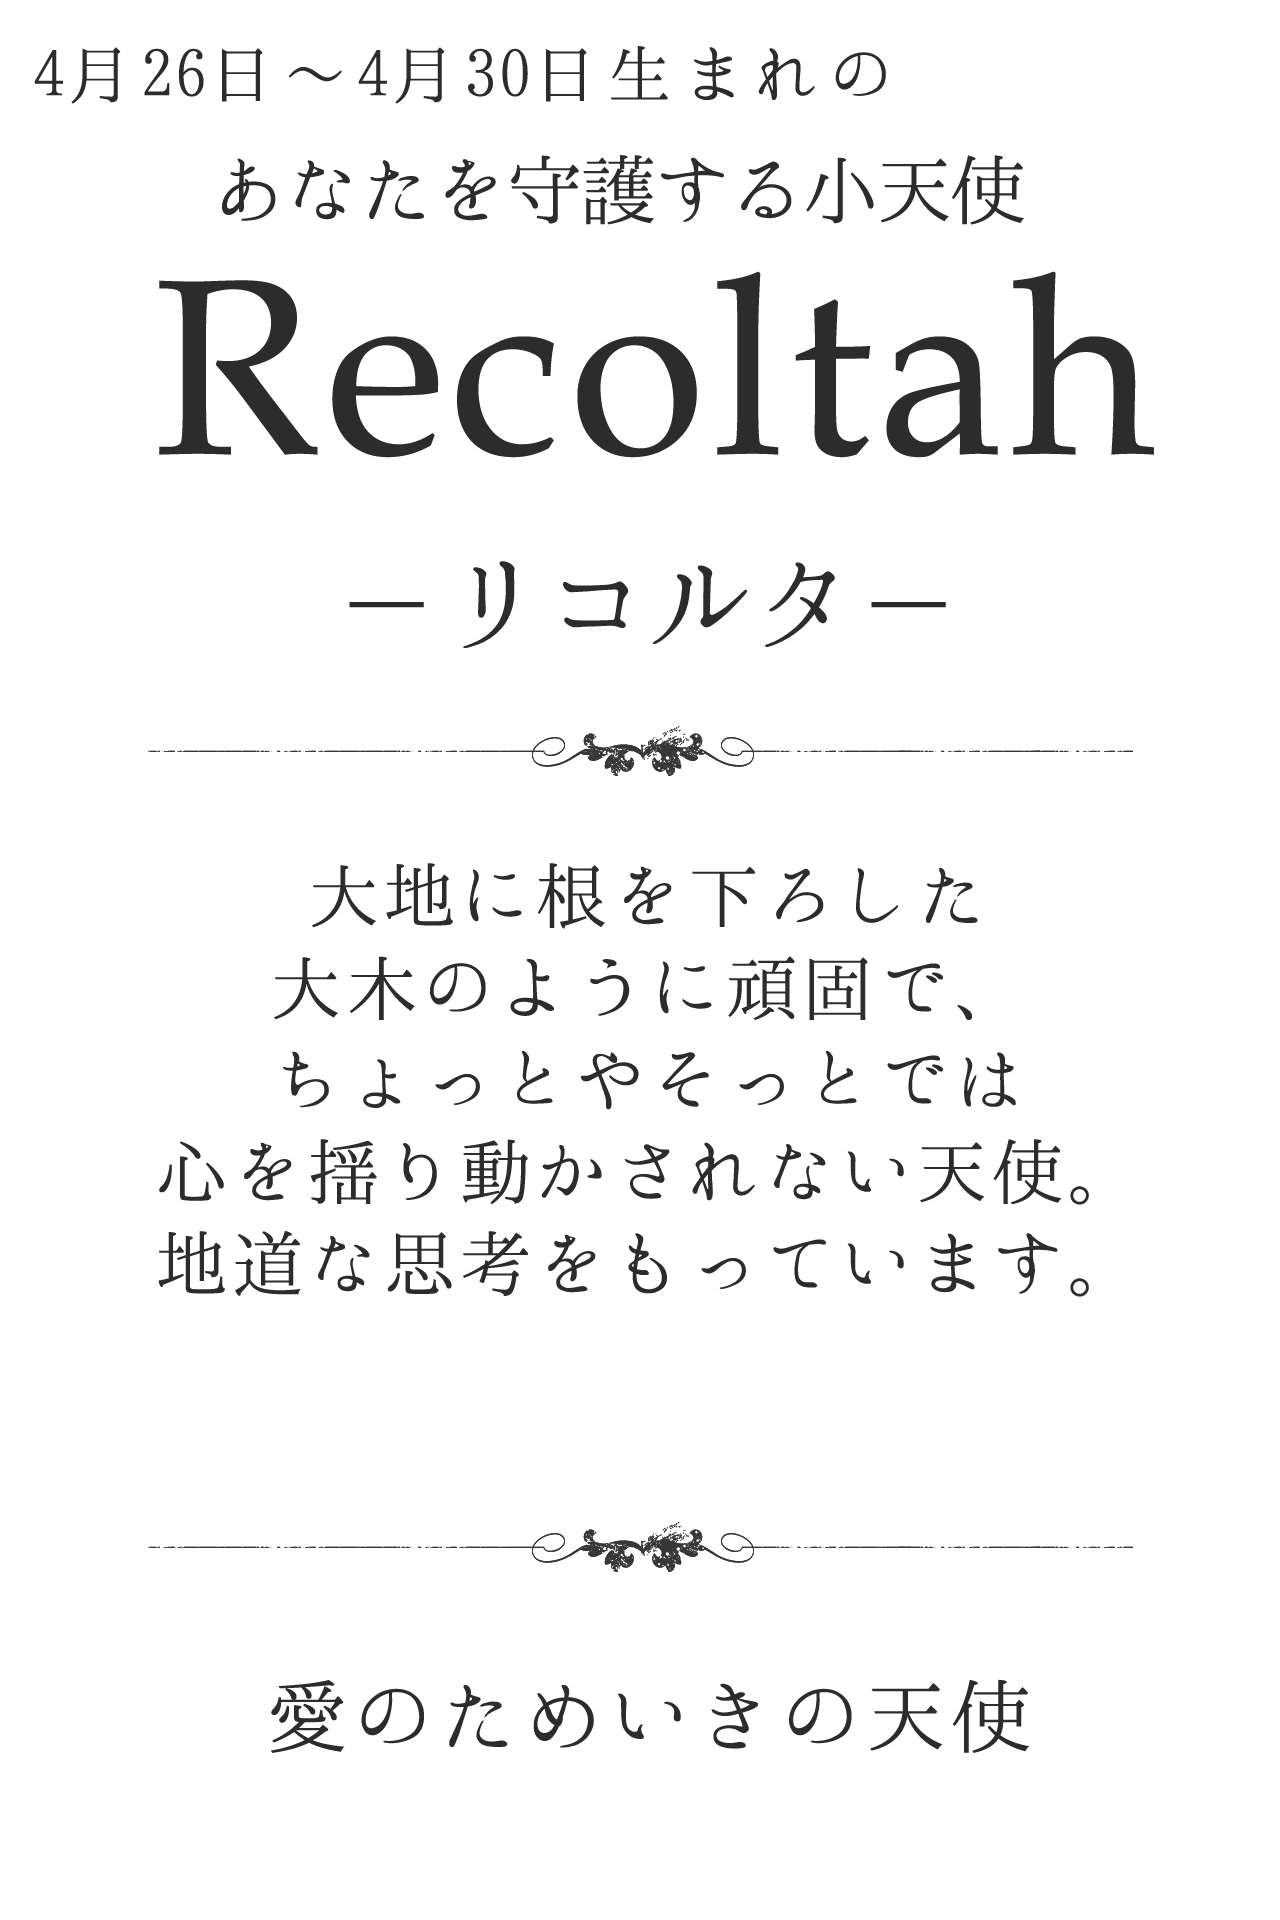 4月26日～4月30日生まれの
あなたを守護する小天使
Recoltah
－リコルタ－
大地に根を下ろした
大木のように頑固で、
ちょっとやそっとでは
心を揺り動かされない天使。
地道な思考をもっています。
愛のためいきの天使